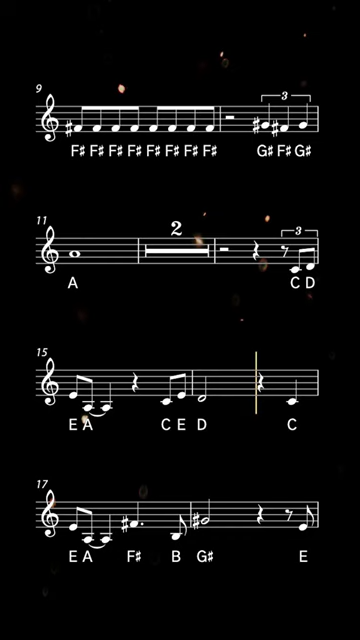 9
3
F♯ F♯ F♯ F♯ F♯ F♯ F♯ F♯ G♯ F♯ G♯
11
2
3
A C D
15
E A C E D C
17
E A F♯ B G♯ E